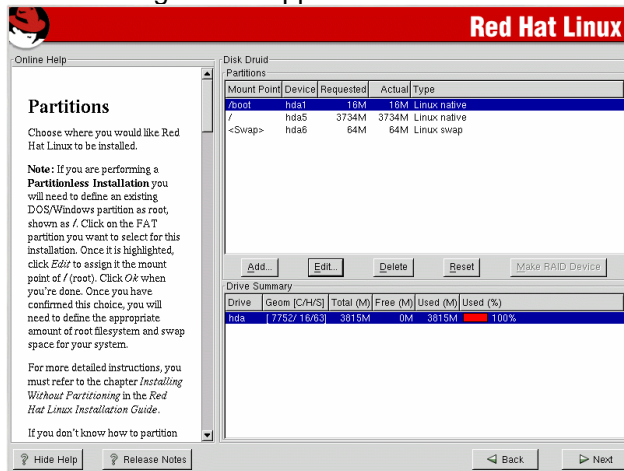 Red Hat Linux
Online Help
Partitions
Choose where you would like Red
Hat Linux to be installed.
Note: If you are performing a
Partitionless Installation you
will need to define an existing
DOS/Windows partition as root,
shown as /. Click on the FAT
partition you want to select for this
installation. Once it is highlighted,
click Edit to assign it the mount
point of / (root). Click Ok when
you're done. Once you have
confirmed this choice, you will
need to define the appropriate
amount of root filesystem and swap
space for your system.
For more detailed instructions, you
must refer to the chapter Installing
Without Partitioning in the Red
Hat Linux Installation Guide.
If you don't know how to partition
Disk Druid
Partitions
Mount Point Device Requested Actual Type
/boot hda1 16M 16M Linux native
/ hda5 3734M 3734M Linux native
<Swap> hda6 64M 64M Linux swap
Add... Edit... Delete Reset Make RAID Device
Drive Summary
Drive Geom [C/H/S] Total (M) Free (M) Used (M) Used (%)
hda [ 7752/ 16/63] 3815M 0M 3815M 100%
Hide Help Release Notes Back Next